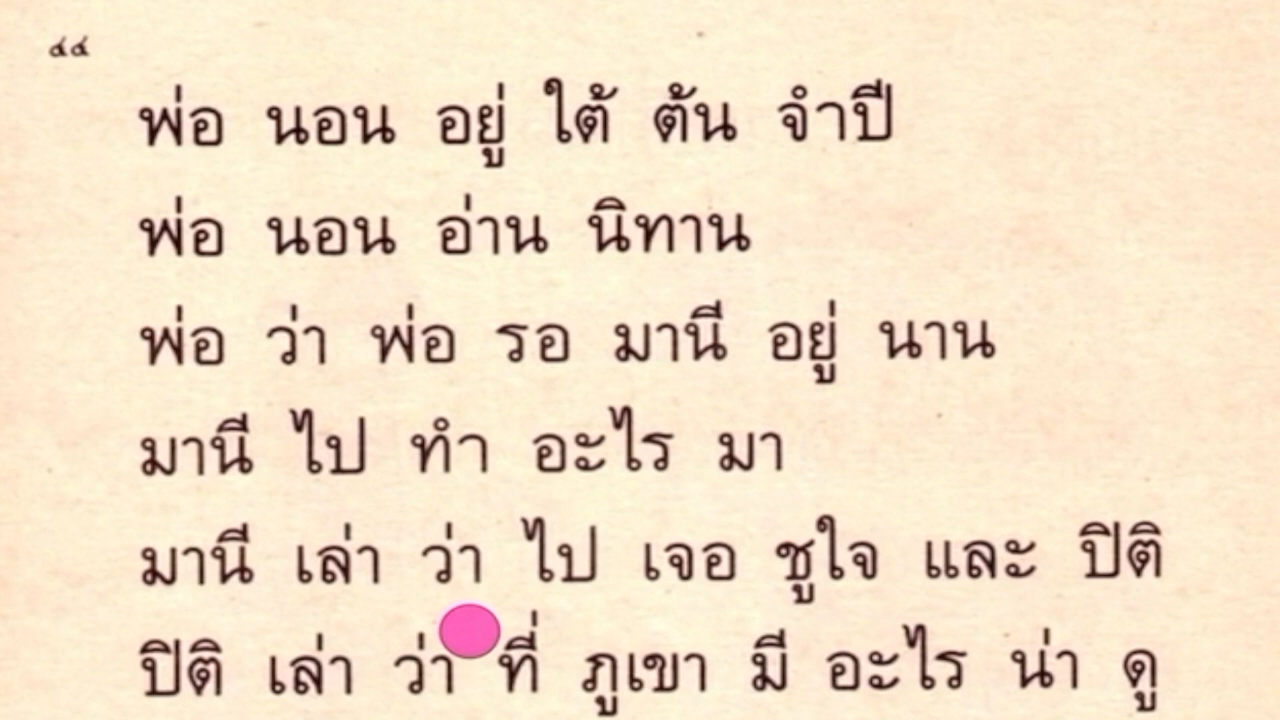 ๔๔
พ่อ นอน อยู่ ใต้ ต้น จำปี
พ่อ นอน อ่าน นิทาน
พ่อ ว่า พ่อ รอ มานี อยู่ นาน
มานี ไป ทำ อะไร มา
มานี เล่า ว่า ไป เจอ ชูใจ และ ปิติ
ปิติ เล่า ว่า ที่ ภูเขา มี อะไร น่า ดู